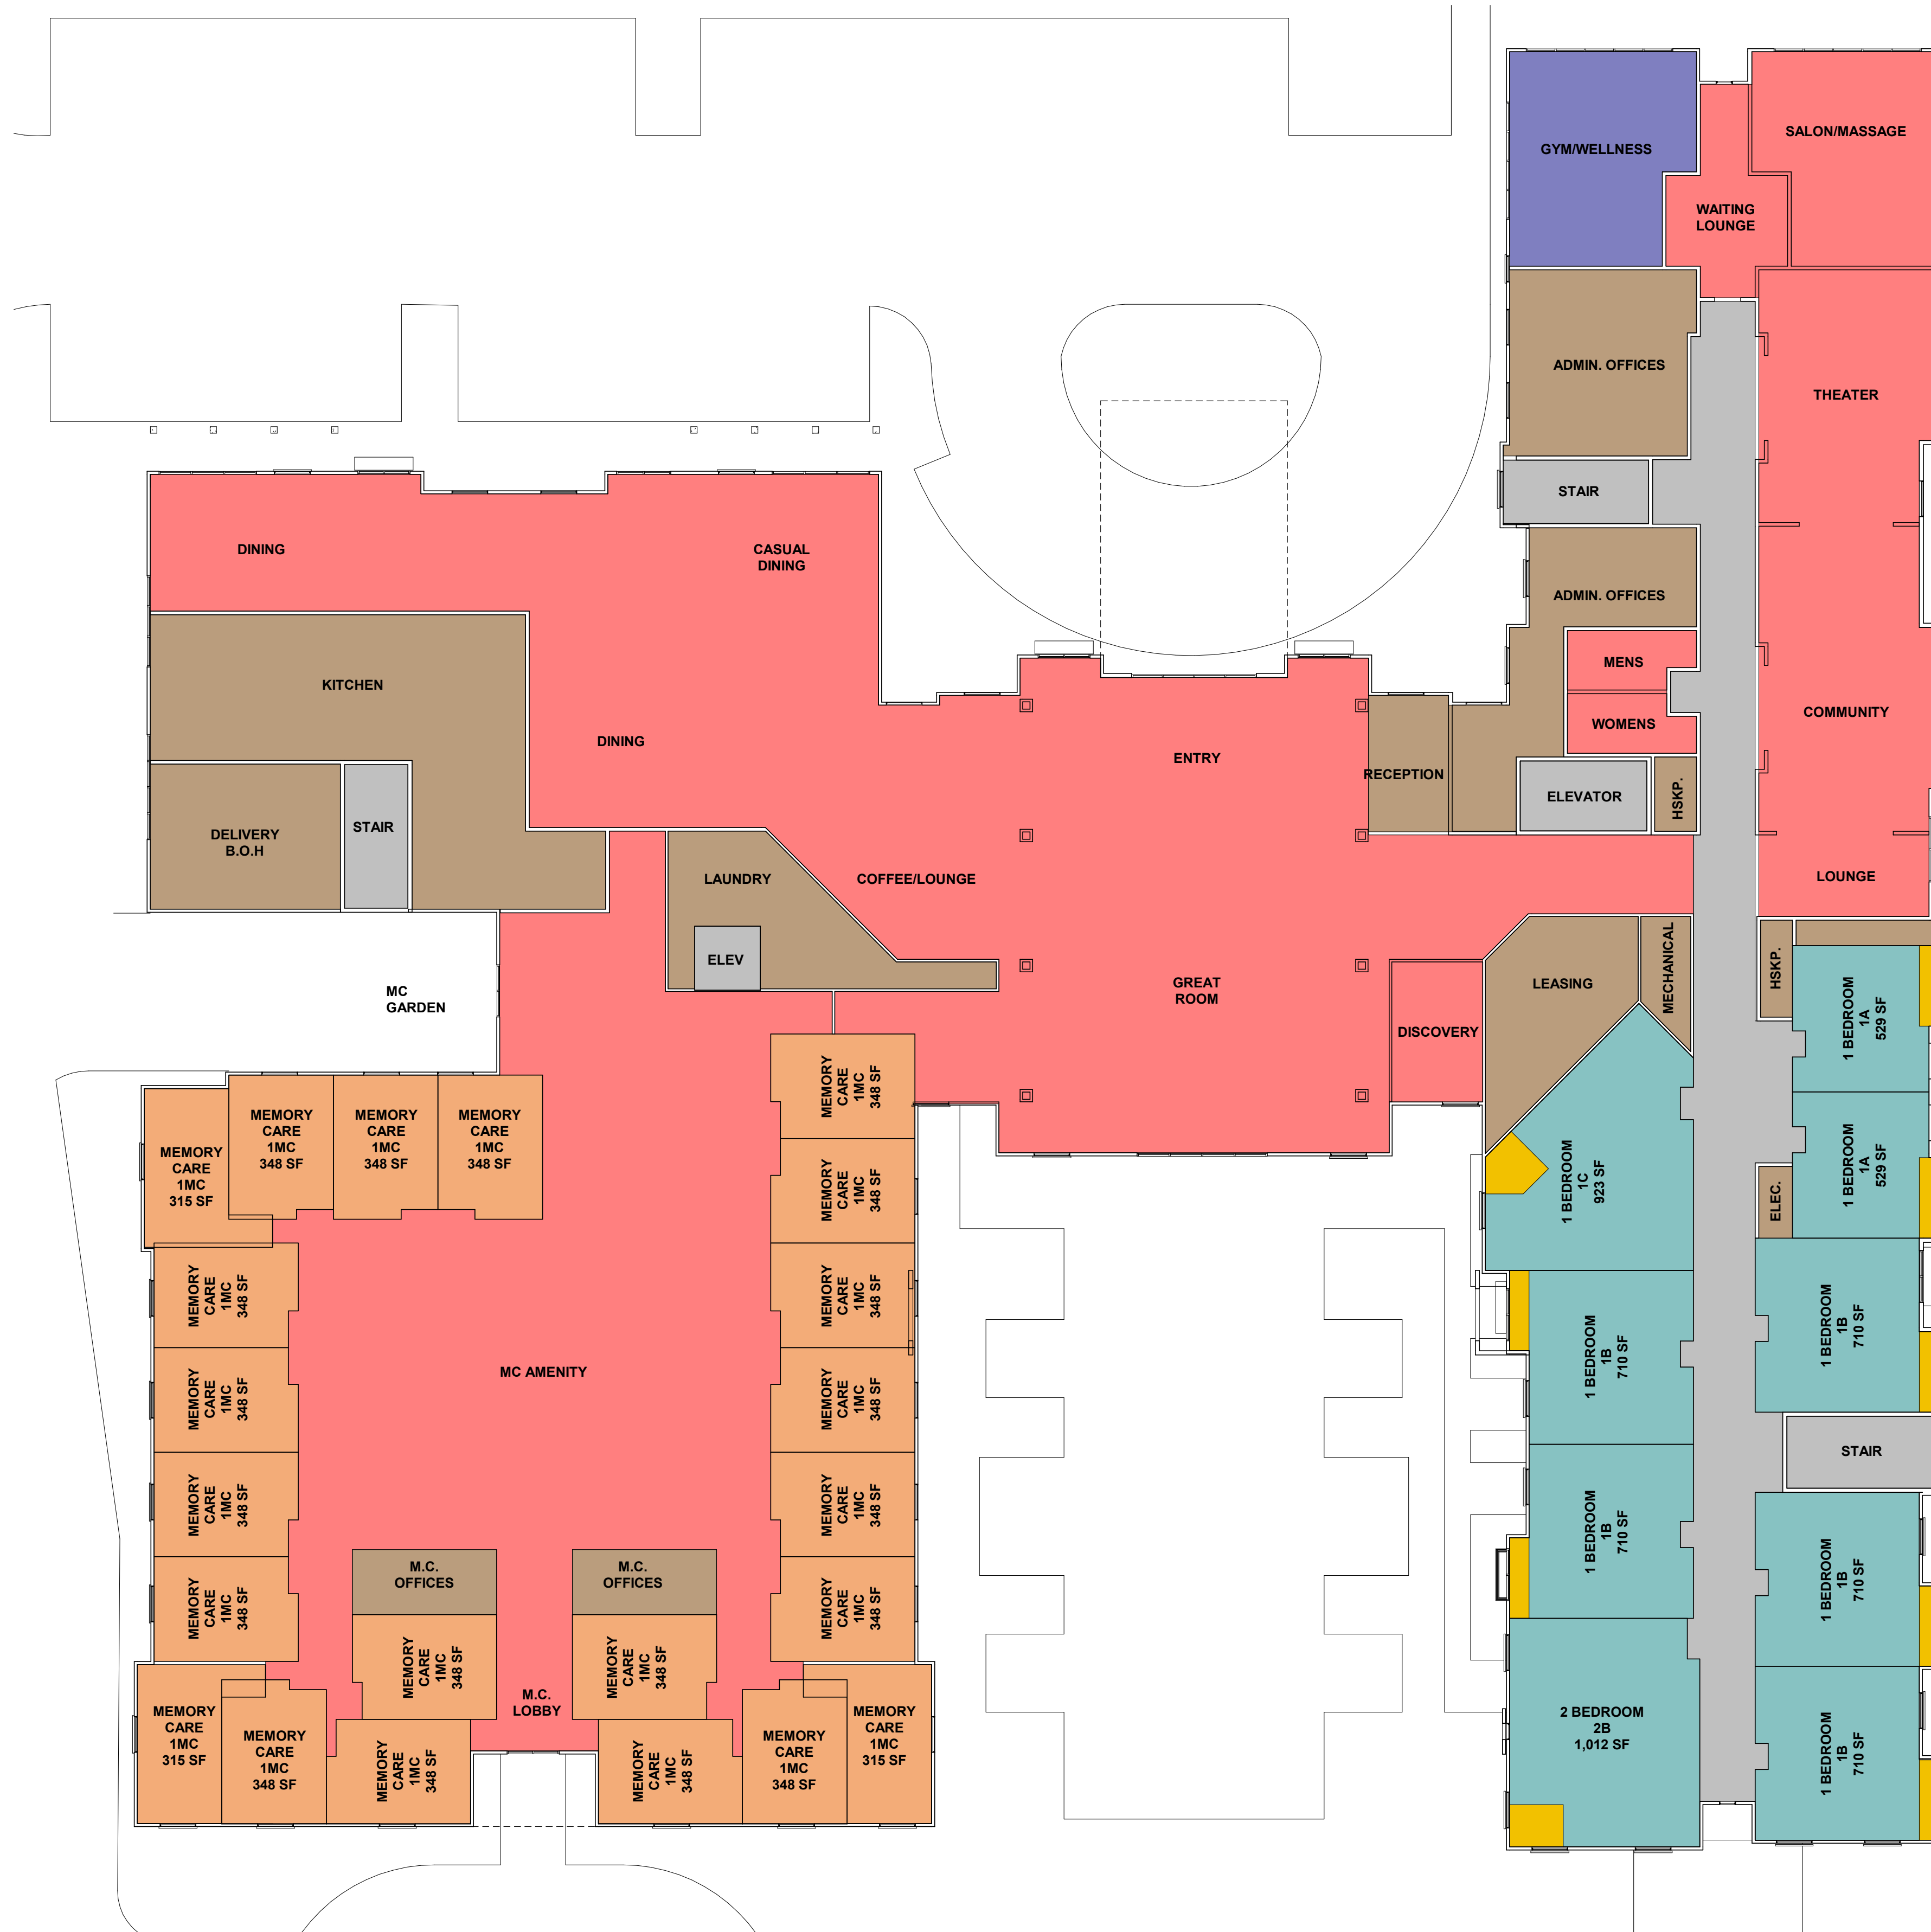 GYM/WELLNESS
SALON/MASSAGE
WAITING
LOUNGE
ADMIN. OFFICES
THEATER
STAIR
DINING
CASUAL
DINING
ADMIN. OFFICES
MENS
KITCHEN
WOMENS
COMMUNITY
DINING
ENTRY
RECEPTION
ELEVATOR
HSKP.
DELIVERY
B.O.H
STAIR
LAUNDRY
COFFEE/LOUNGE
LOUNGE
ELEV
MC
GARDEN
GREAT
ROOM
DISCOVERY
LEASING
MECHANICAL
HSKP.
1 BEDROOM
1A
529 SF
MEMORY
CARE
1MC
348 SF
MEMORY
CARE
1MC
315 SF
MEMORY
CARE
1MC
348 SF
MEMORY
CARE
1MC
348 SF
MEMORY
CARE
1MC
348 SF
MEMORY
CARE
1MC
348 SF
1 BEDROOM
1C
923 SF
ELEC.
1 BEDROOM
1A
529 SF
MEMORY
CARE
1MC
348 SF
MEMORY
CARE
1MC
348 SF
1 BEDROOM
1B
710 SF
1 BEDROOM
1B
710 SF
MEMORY
CARE
1MC
348 SF
MC AMENITY
MEMORY
CARE
1MC
348 SF
STAIR
MEMORY
CARE
1MC
348 SF
MEMORY
CARE
1MC
348 SF
1 BEDROOM
1B
710 SF
1 BEDROOM
1B
710 SF
MEMORY
CARE
1MC
348 SF
M.C.
OFFICES
M.C.
OFFICES
MEMORY
CARE
1MC
348 SF
MEMORY
CARE
1MC
348 SF
MEMORY
CARE
1MC
348 SF
M.C.
LOBBY
MEMORY
CARE
1MC
315 SF
MEMORY
CARE
1MC
348 SF
MEMORY
CARE
1MC
348 SF
MEMORY
CARE
1MC
348 SF
MEMORY
CARE
1MC
348 SF
MEMORY
CARE
1MC
315 SF
2 BEDROOM
2B
1,012 SF
1 BEDROOM
1B
710 SF